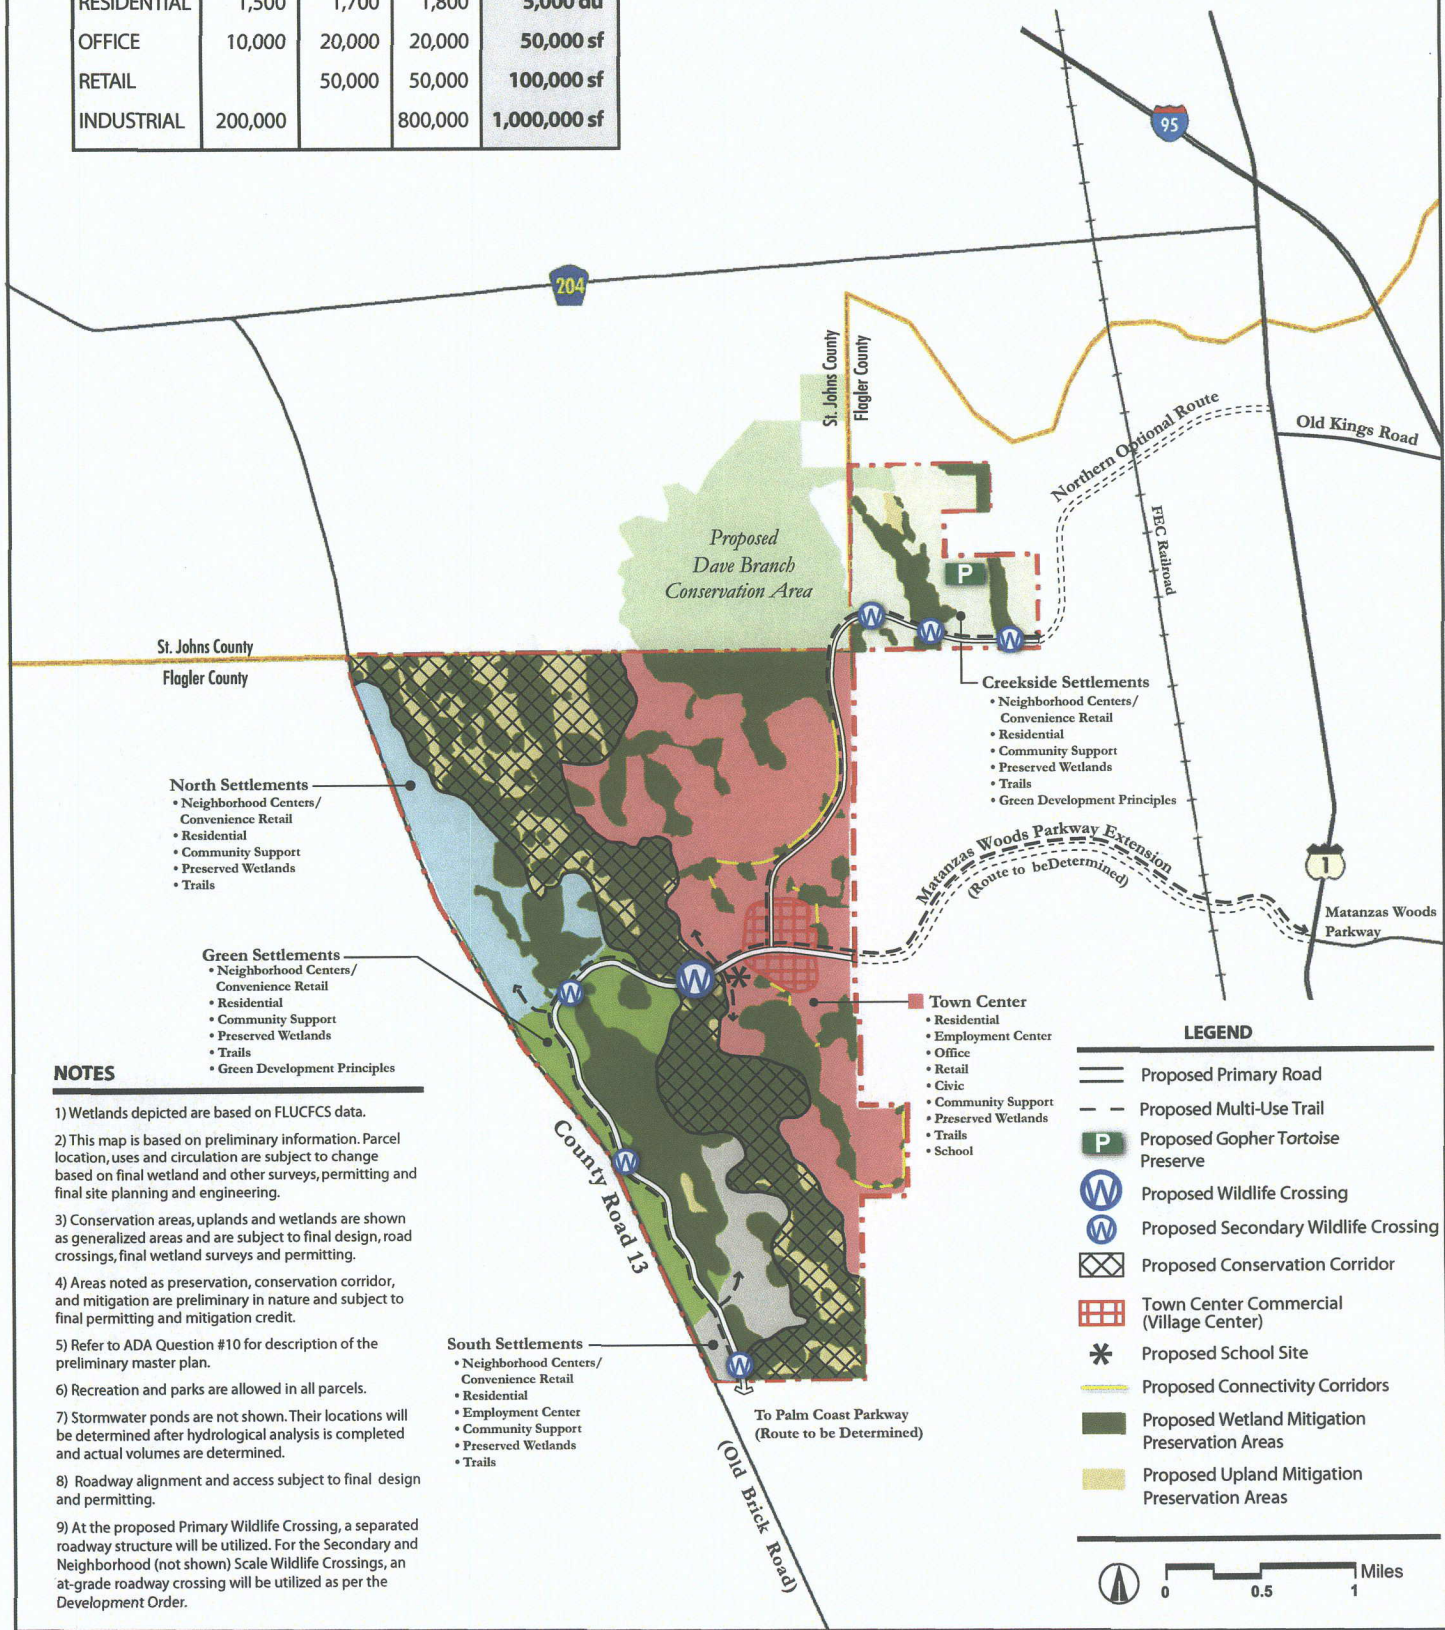 RESIDENTIAL 1,500 1,700 1,800 5,000 du
OFFICE 10,000 20,000 20,000 50,000 sf
RETAIL 50,000 50,000 100,000 sf
INDUSTRIAL 200,000 800,000 1,000,000 sf
95
204
St. Johns County
Flagler County
Northern Optional Route
Old Kings Road
FEC Railroad
Proposed
Dave Branch
Conservation Area
P
W
W
W
St. Johns County
Flagler County
Creekside Settlements
• Neighborhood Centers/
Convenience Retail
• Residential
• Community Support
• Preserved Wetlands
• Trails
• Green Development Principles
North Settlements
• Neighborhood Centers/
Convenience Retail
• Residential
• Community Support
• Preserved Wetlands
• Trails
Matanzas Woods Parkway Extension
(Route to beDetermined)
1
Matanzas Woods
Parkway
Green Settlements
• Neighborhood Centers/
Convenience Retail
• Residential
• Community Support
• Preserved Wetlands
• Trails
• Green Development Principles
W
W
W
W
Town Center
• Residential
• Employment Center
• Office
• Retail
• Civic
• Community Support
• Preserved Wetlands
• Trails
• School
County Road 13
South Settlements
• Neighborhood Centers/
Convenience Retail
• Residential
• Employment Center
• Community Support
• Preserved Wetlands
• Trails
To Palm Coast Parkway
(Route to be Determined)
(Old Brick Road)
NOTES
1) Wetlands depicted are based on FLUCFCS data.
2) This map is based on preliminary information. Parcel
location, uses and circulation are subject to change
based on final wetland and other surveys, permitting and
final site planning and engineering.
3) Conservation areas, uplands and wetlands are shown
as generalized areas and are subject to final design, road
crossings, final wetland surveys and permitting.
4) Areas noted as preservation, conservation corridor,
and mitigation are preliminary in nature and subject to
final permitting and mitigation credit.
5) Refer to ADA Question #10 for description of the
preliminary master plan.
6) Recreation and parks are allowed in all parcels.
7) Stormwater ponds are not shown. Their locations will
be determined after hydrological analysis is completed
and actual volumes are determined.
8) Roadway alignment and access subject to final design
and permitting.
9) At the proposed Primary Wildlife Crossing, a separated
roadway structure will be utilized. For the Secondary and
Neighborhood (not shown) Scale Wildlife Crossings, an
at-grade roadway crossing will be utilized as per the
Development Order.
LEGEND
Proposed Primary Road
Proposed Multi-Use Trail
P Proposed Gopher Tortoise
Preserve
W Proposed Wildlife Crossing
W Proposed Secondary Wildlife Crossing
Proposed Conservation Corridor
Town Center Commercial
(Village Center)
Proposed School Site
Proposed Connectivity Corridors
Proposed Wetland Mitigation
Preservation Areas
Proposed Upland Mitigation
Preservation Areas
Miles
0 0.5 1